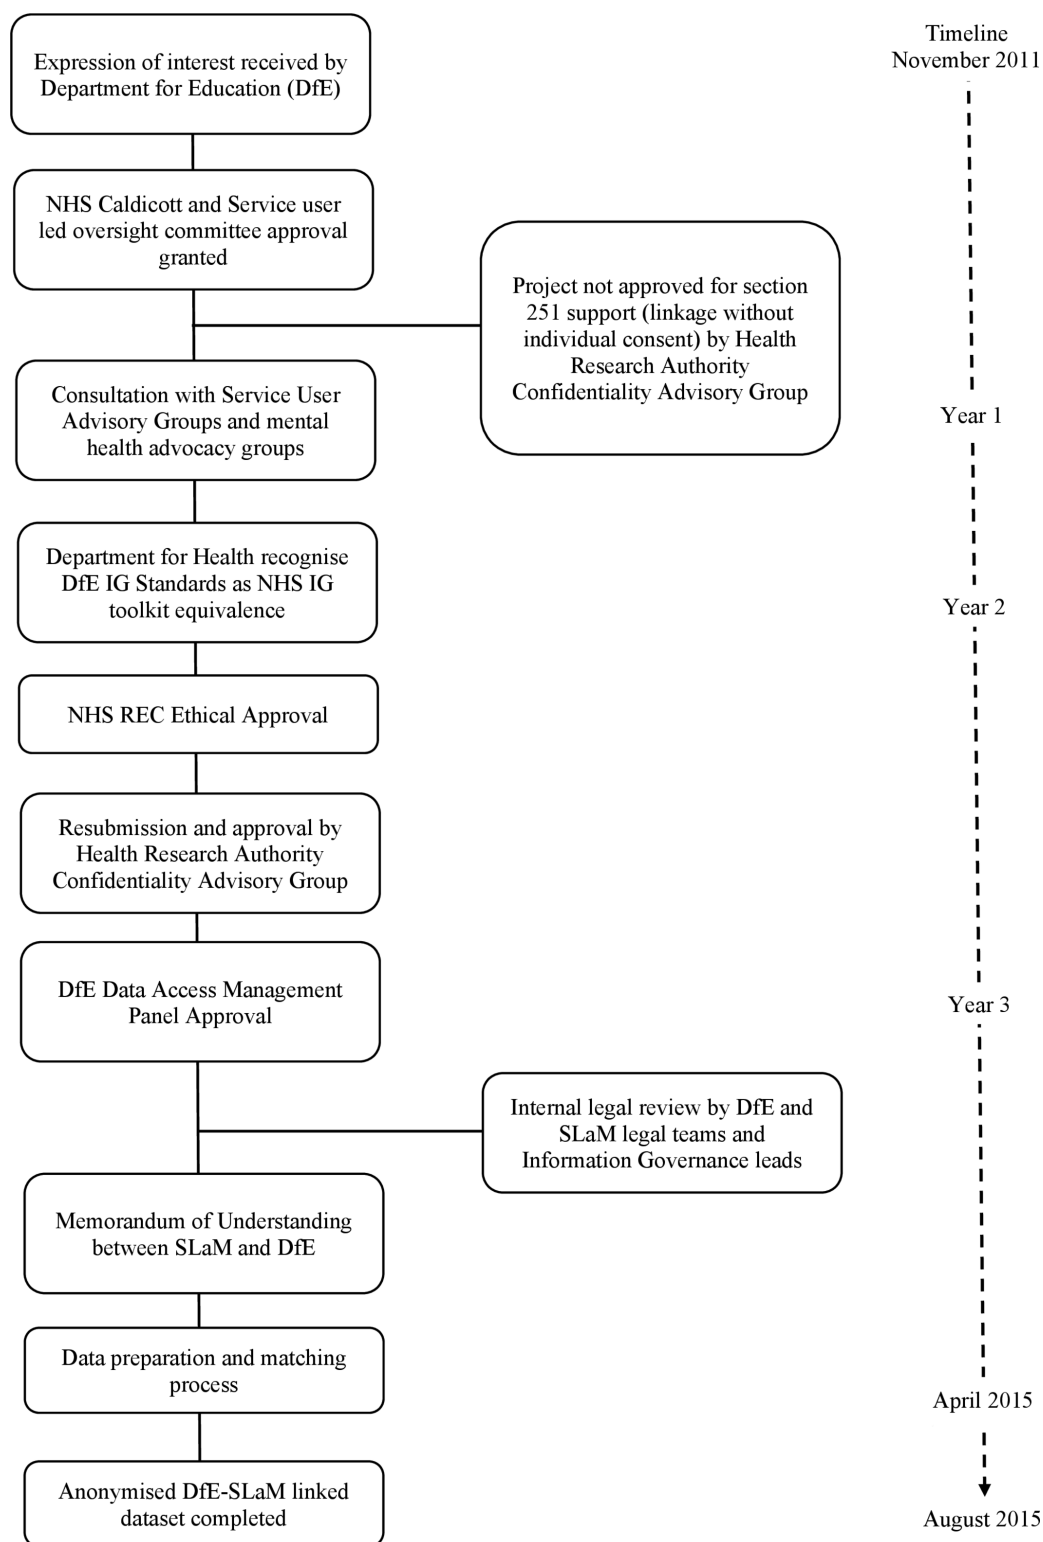 Expression of interest received by
Department for Education (DfE)
NHS Caldicott and Service user
led oversight committee approval
granted
Project not approved for section
251 support (linkage without
individual consent) by Health
Research Authority
Confidentiality Advisory Group
Consultation with Service User
Advisory Groups and mental
health advocacy groups
Department for Health recognise
DfE IG Standards as NHS IG
toolkit equivalence
NHS REC Ethical Approval
Resubmission and approval by
Health Research Authority
Confidentiality Advisory Group
DfE Data Access Management
Panel Approval
Internal legal review by DfE and
SLaM legal teams and
Information Governance leads
Memorandum of Understanding
between SLaM and DfE
Data preparation and matching
process
Anonymised DfE-SLaM linked
dataset completed
Timeline
November 2011
Year 1
Year 2
Year 3
April 2015
August 2015